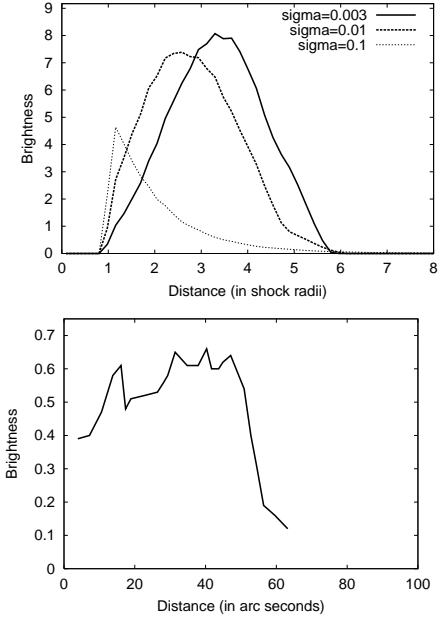 9
8
7
6
5
4
3
2
1
0
Brightness
sigma=0.003
sigma=0.01
sigma=0.1
0 1 2 3 4 5 6 7 8
Distance (in shock radii)
0.7
0.6
0.5
0.4
0.3
0.2
0.1
0
Brightness
0 20 40 60 80 100
Distance (in arc seconds)